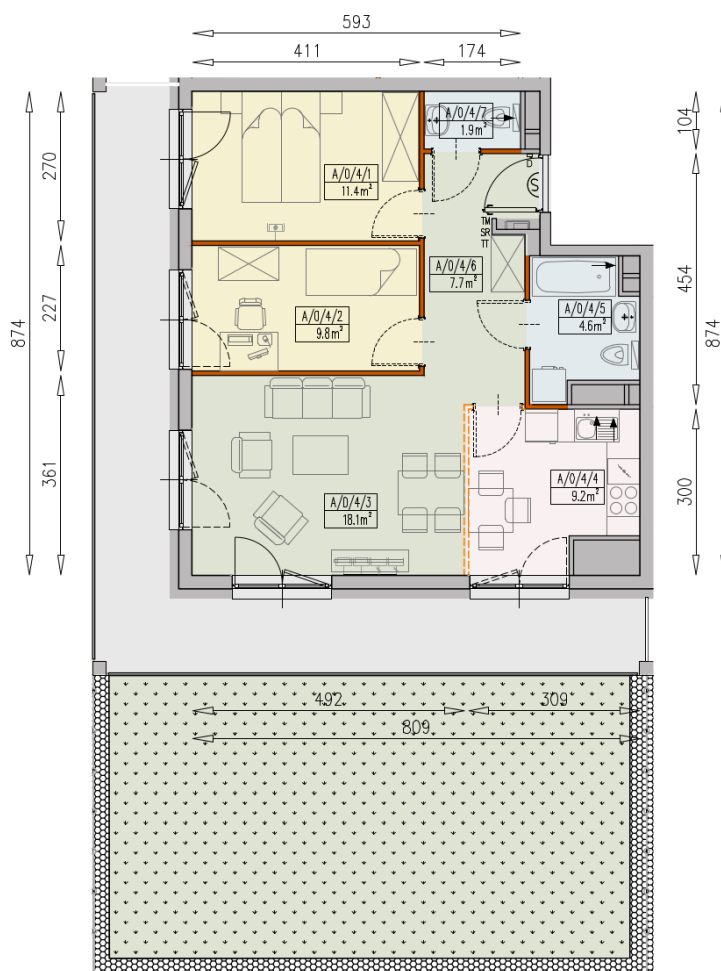 593
411
174
874
270
227
361
104
454
300
874
A/0/4/7
1.9m²
A/0/4/1
11.4m²
D
S
TM
SR
TT
A/0/4/6
7.7m²
A/0/4/2
9.8m²
A/0/4/5
4.6m²
A/0/4/3
18.1m²
A/0/4/4
9.2m²
492
309
809